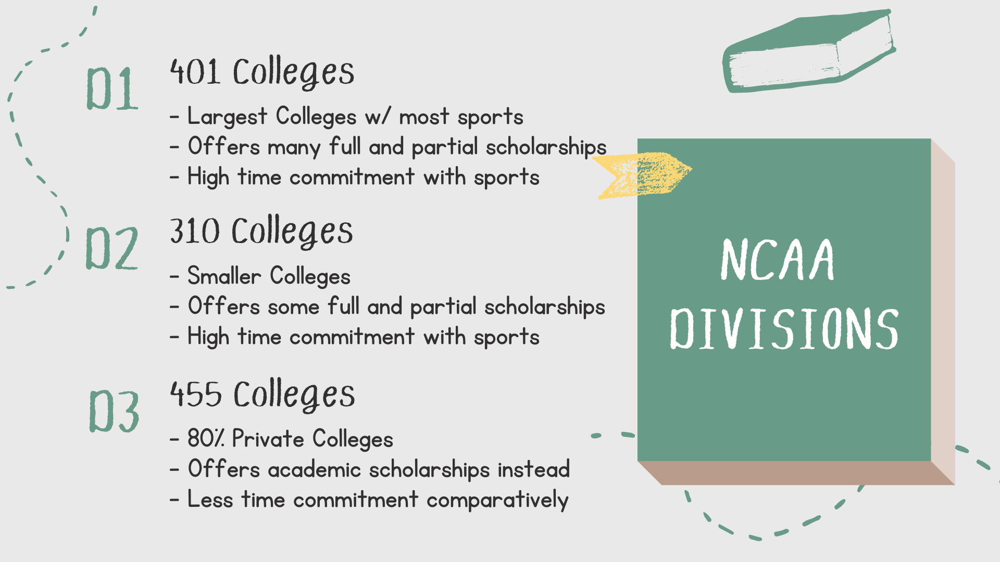 D1
401 Colleges
- Largest Colleges w/ most sports
- Offers many full and partial scholarships
- High time commitment with sports
D2
310 Colleges
- Smaller Colleges
- Offers some full and partial scholarships
- High time commitment with sports
D3
455 Colleges
- 80% Private Colleges
- Offers academic scholarships instead
- Less time commitment comparatively
NCAA
DIVISIONS